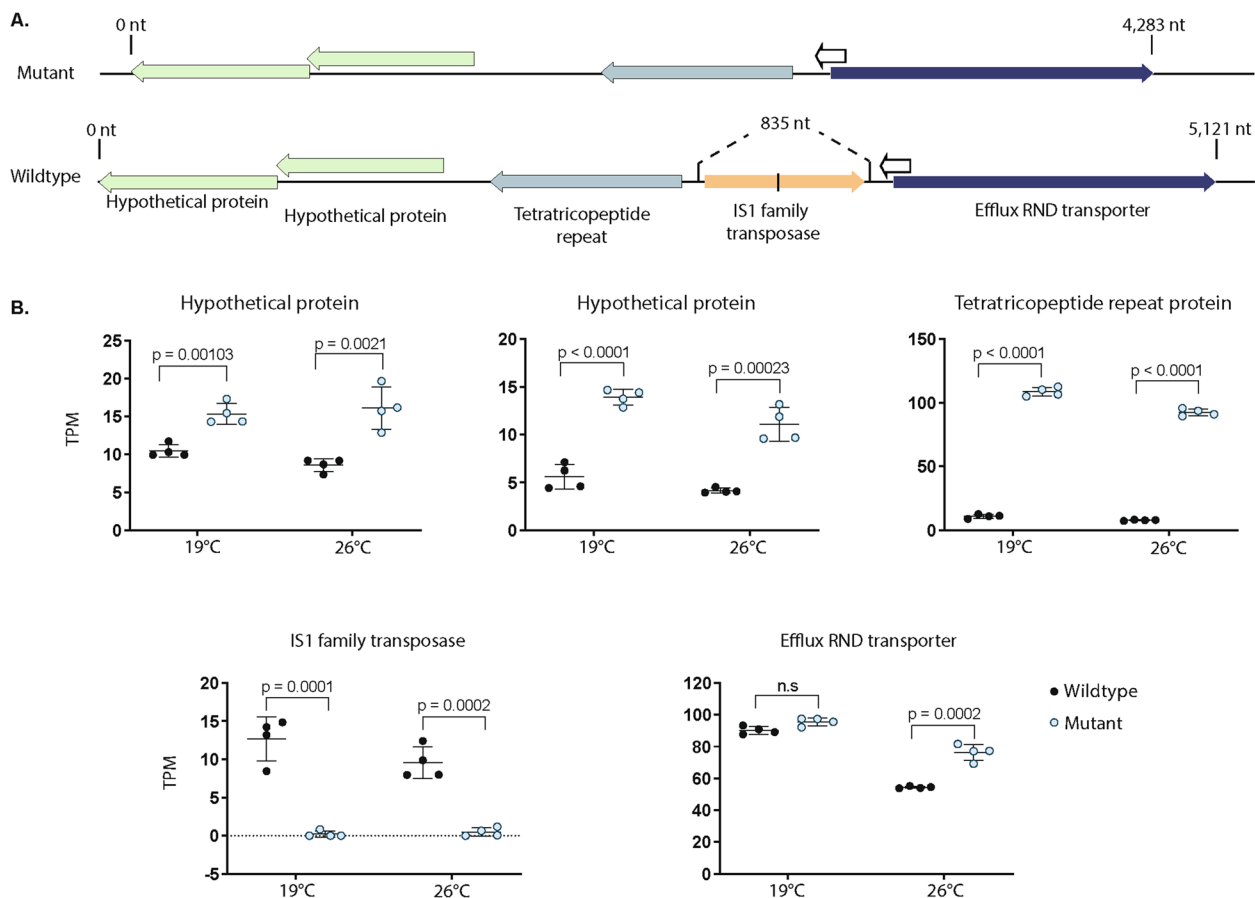 A.
0 nt
4,283 nt
Mutant
0 nt
835 nt
5,121 nt
Wildtype
Hypothetical protein
Hypothetical protein
Tetratricopeptide
repeat
IS1 family
transposase
Efflux RND transporter
B.
Hypothetical protein
TPM
25
20
15
10
5
0
p = 0.00103
p = 0.0021
19°C
26°C
Hypothetical protein
20
15
10
5
0
p < 0.0001
p = 0.00023
19°C
26°C
Tetratricopeptide repeat protein
150
100
50
0
p < 0.0001
p < 0.0001
19°C
26°C
IS1 family transposase
TPM
20
15
10
5
0
-5
p = 0.0001
p = 0.0002
19°C
26°C
Efflux RND transporter
120
100
80
60
40
20
0
n.s
p = 0.0002
19°C
26°C
Wildtype
Mutant